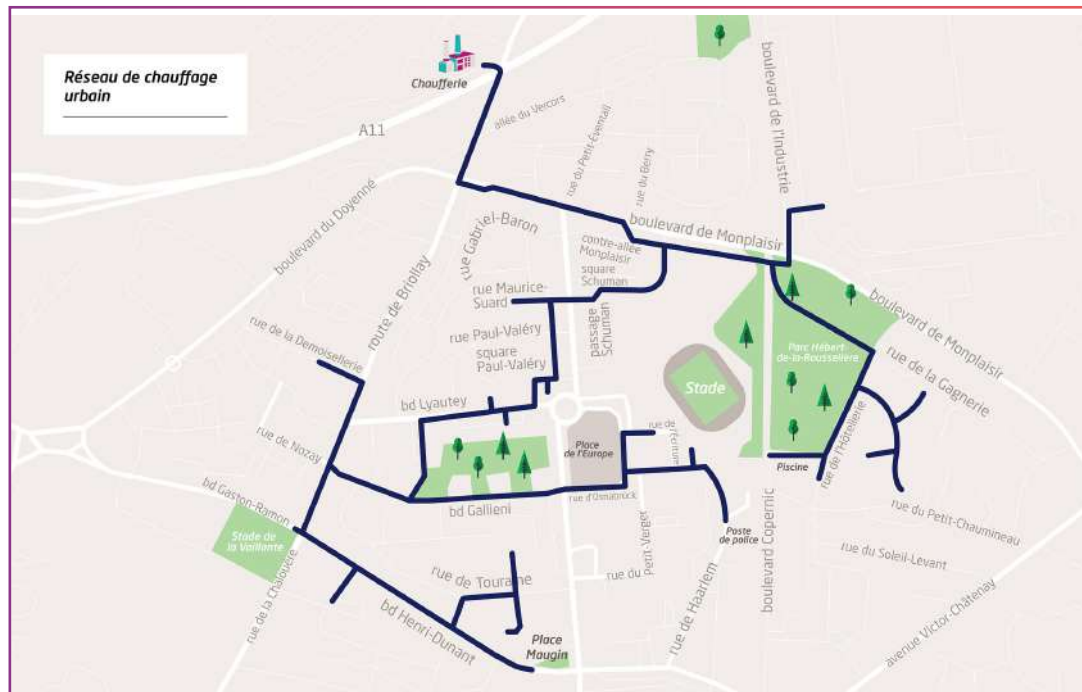 Réseau de chauffage
urbain
Chaufferie
A11
allée du Vercors
rue du Petit-Éventail
rue du Berry
boulevard de
l'Industrie
boulevard du Doyenné
route de Briollay
rue Gabriel-Baron
boulevard de Monplaisir
contre-allée
Monplaisir
square
Schuman
rue Maurice-
Suard
passage
Schuman
rue Paul-Valéry
square
Paul-Valéry
rue de la Demoisellerie
bd Lyautey
Stade
Parc Hébert-
de-la-Rousselière
boulevard de Monplaisir
rue de la Gagnerie
rue de Nozay
Place
de l'Europe
rue de
l'Écriture
Piscine
rue de l'Hôtellerie
bd Gaston-Ramon
bd Gallieni
rue d'Osnabrück
Stade de
la Vaillante
rue du
Petit-Verger
Poste
de police
boulevard Copernic
rue du Petit-Chaumineau
rue du Soleil-Levant
rue de la Chalouère
rue de Touraine
bd Henri-Dunant
rue de Haarlem
avenue Victor-Châtenay
Place
Maugin